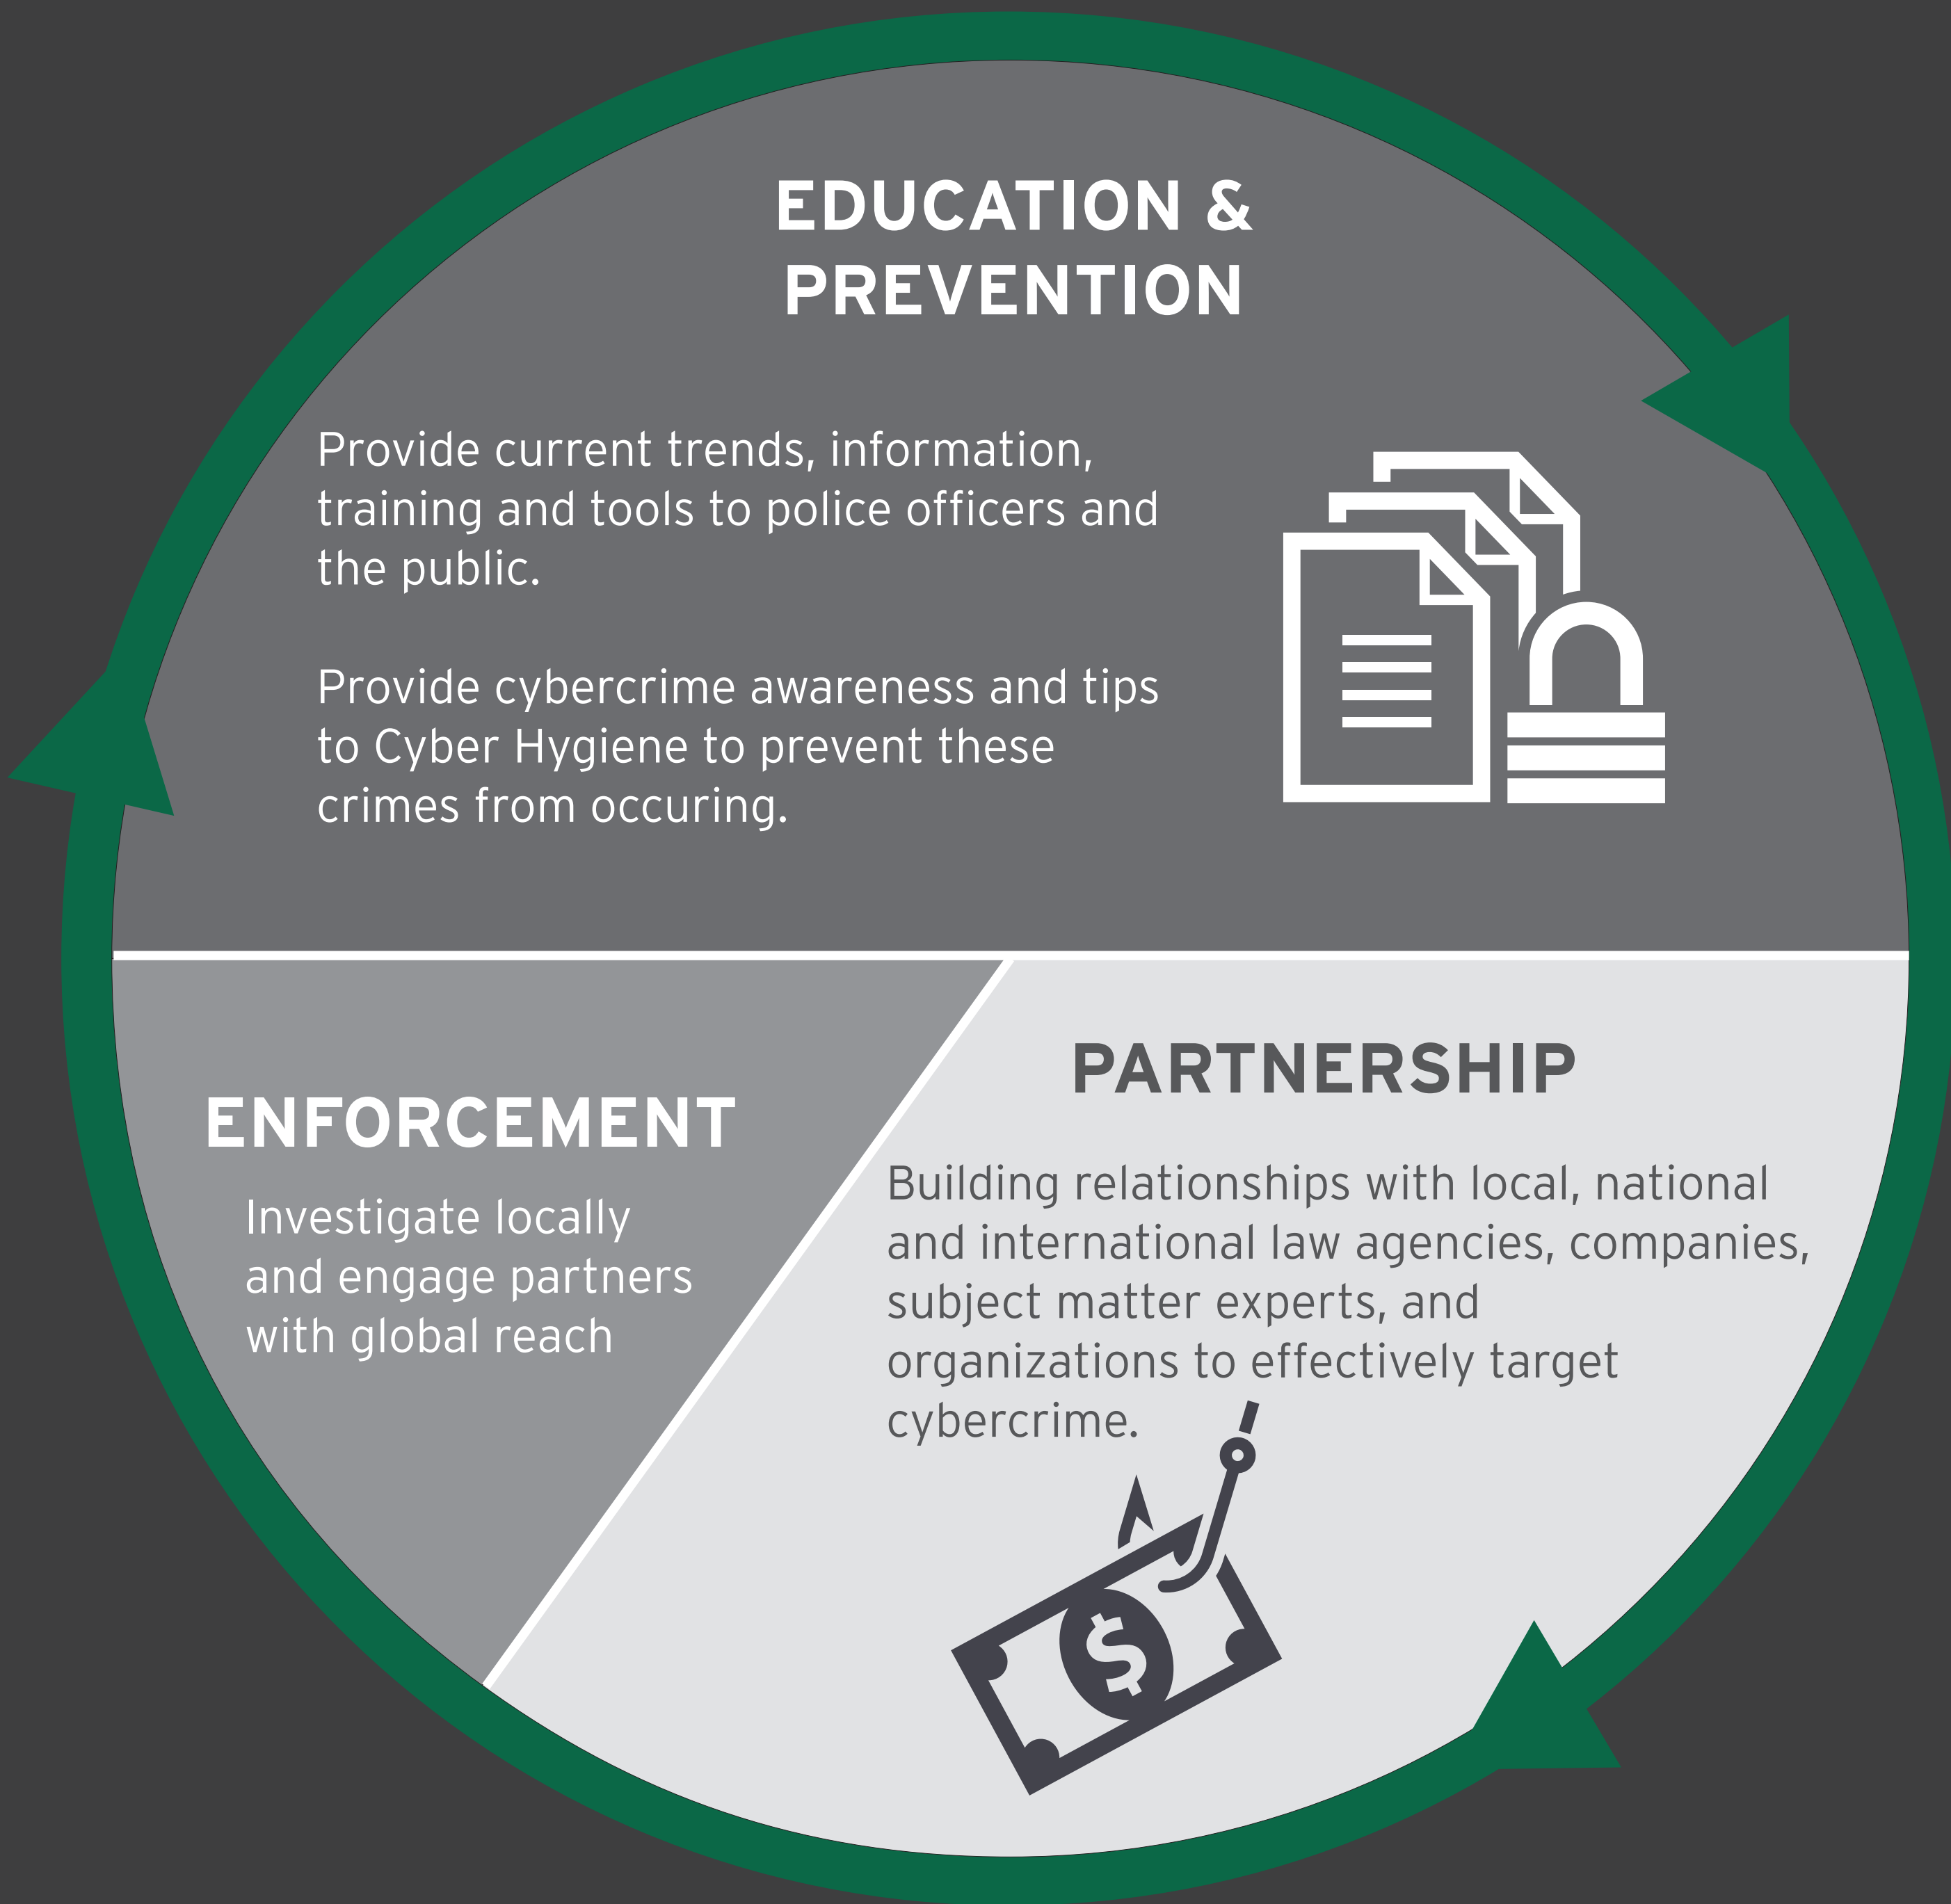 EDUCATION &
PREVENTION
Provide current trends, information,
training and tools to police officers and
the public.
Provide cybercrime awareness and tips
to Cyber Hygiene to prevent thee
crimes from occuring.
ENFORCEMENT
Investigate locally
and engage partners
with global reach
PARTNERSHIP
Building relationships with local, national
and international law agencies, companies,
subject matter experts, and
organizations to effectively target
cybercrime.
$